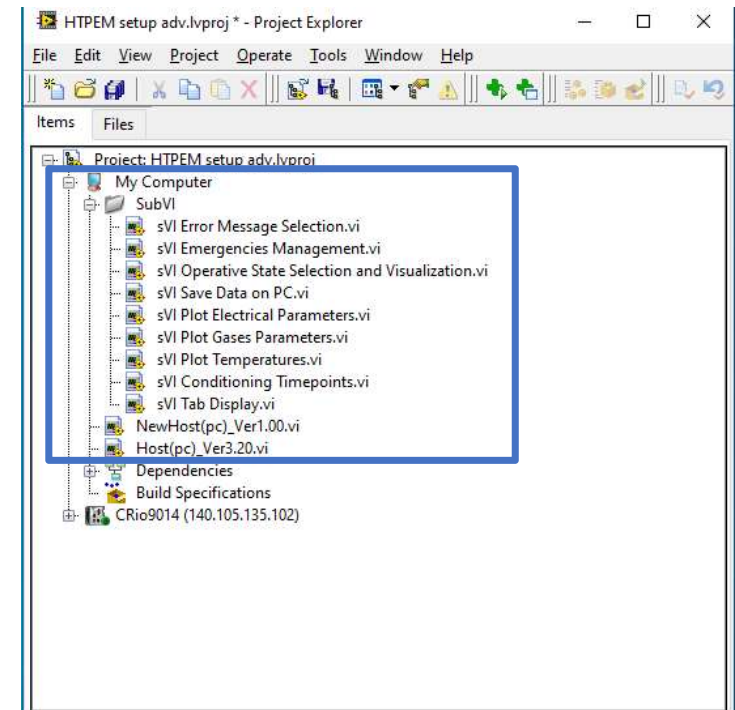 HTPEM setup adv.lvproj * - Project Explorer
File Edit View Project Operate Tools Window Help
Items Files
Project: HTPEM setup adv.lvproj
My Computer
SubVI
sVI Error Message Selection.vi
sVI Emergencies Management.vi
sVI Operative State Selection and Visualization.vi
sVI Save Data on PC.vi
sVI Plot Electrical Parameters.vi
sVI Plot Gases Parameters.vi
sVI Plot Temperatures.vi
sVI Conditioning Timepoints.vi
sVI Tab Display.vi
NewHost(pc)_Ver1.00.vi
Host(pc)_Ver3.20.vi
Dependencies
Build Specifications
CRio9014 (140.105.135.102)